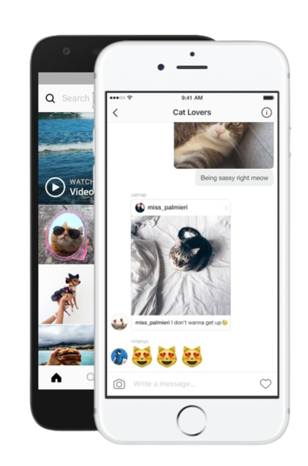 Search
WATCH
Video
9:41 AM
Cat Lovers
Being sassy right meow
miss_palmieri
miss_palmieri I don't wanna get up
Write a message...